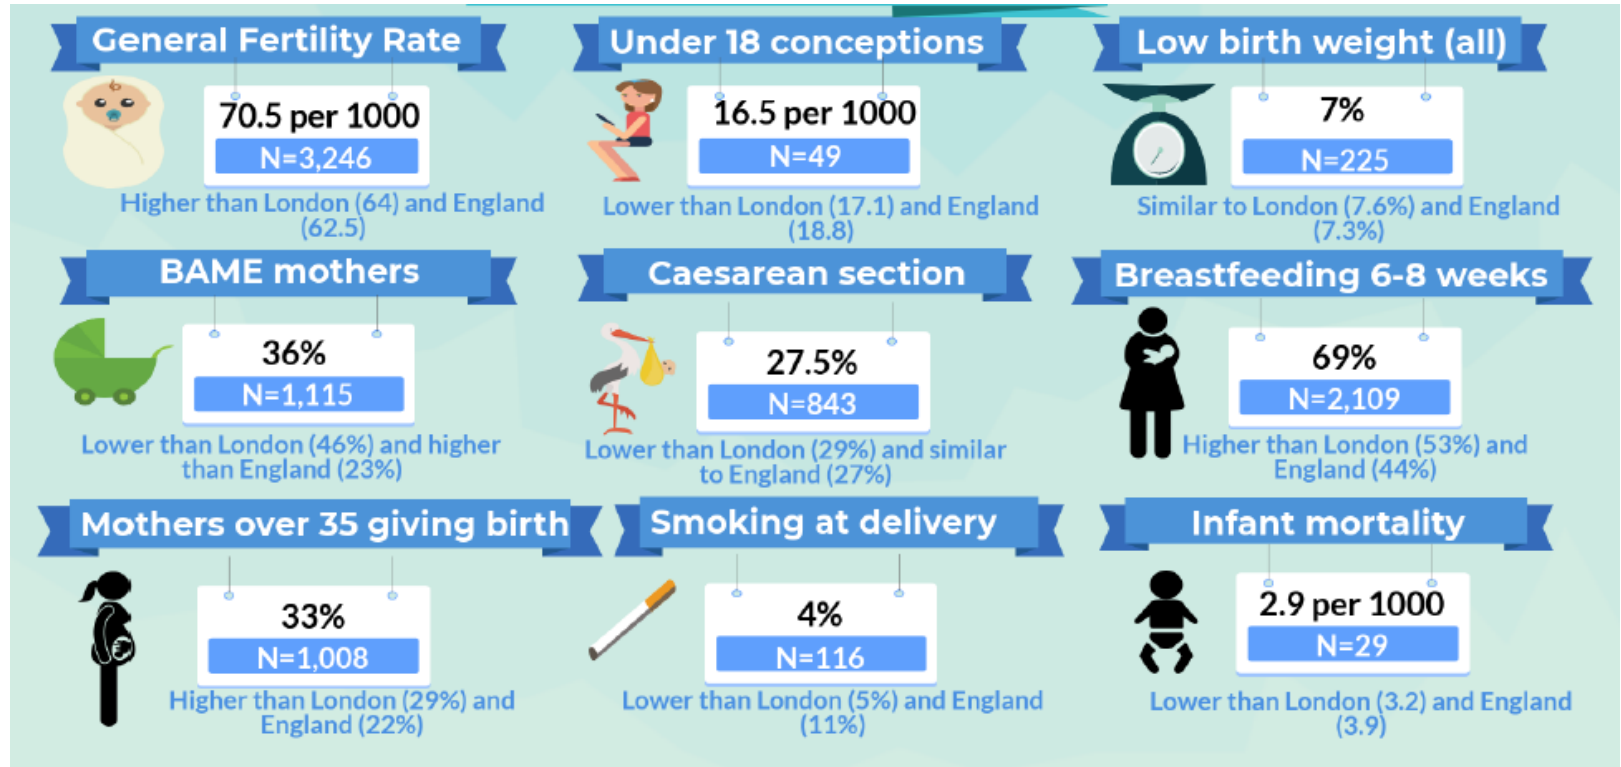 General Fertility Rate
70.5 per 1000
N=3,246
Higher than London (64) and England
(62.5)
Under 18 conceptions
16.5 per 1000
N=49
Lower than London (17.1) and England
(18.8)
Low birth weight (all)
7%
N=225
Similar to London (7.6%) and England
(7.3%)
BAME mothers
36%
N=1,115
Lower than London (46%) and higher
than England (23%)
Caesarean section
27.5%
N=843
Lower than London (29%) and similar
to England (27%)
Breastfeeding 6-8 weeks
69%
N=2,109
Higher than London (53%) and
England (44%)
Mothers over 35 giving birth
33%
N=1,008
Higher than London (29%) and
England (22%)
Smoking at delivery
4%
N=116
Lower than London (5%) and England
(11%)
Infant mortality
2.9 per 1000
N=29
Lower than London (3.2) and England
(3.9)